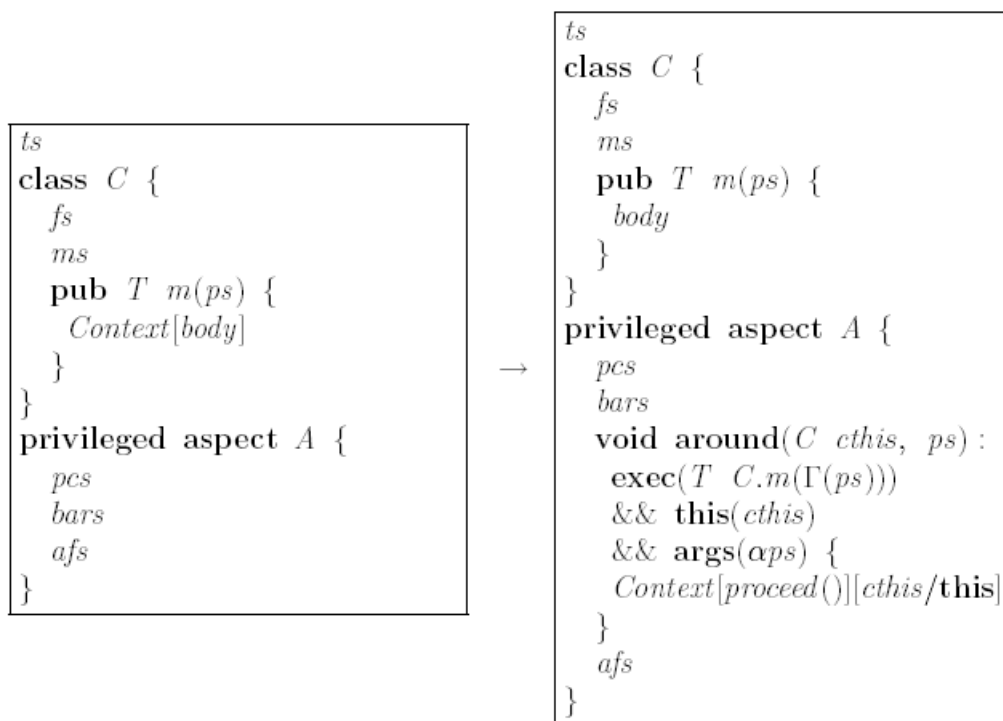 ts
class C {
fs
ms
pub T m(ps) {
Context[body]
}
}
privileged aspect A {
pcs
bars
afs
}
→
ts
class C {
fs
ms
pub T m(ps) {
body
}
}
privileged aspect A {
pcs
bars
void around(C cthis, ps) :
exec(T C.m(Γ(ps)))
&& this(cthis)
&& args(αps) {
Context[proceed()][cthis/this]
}
afs
}